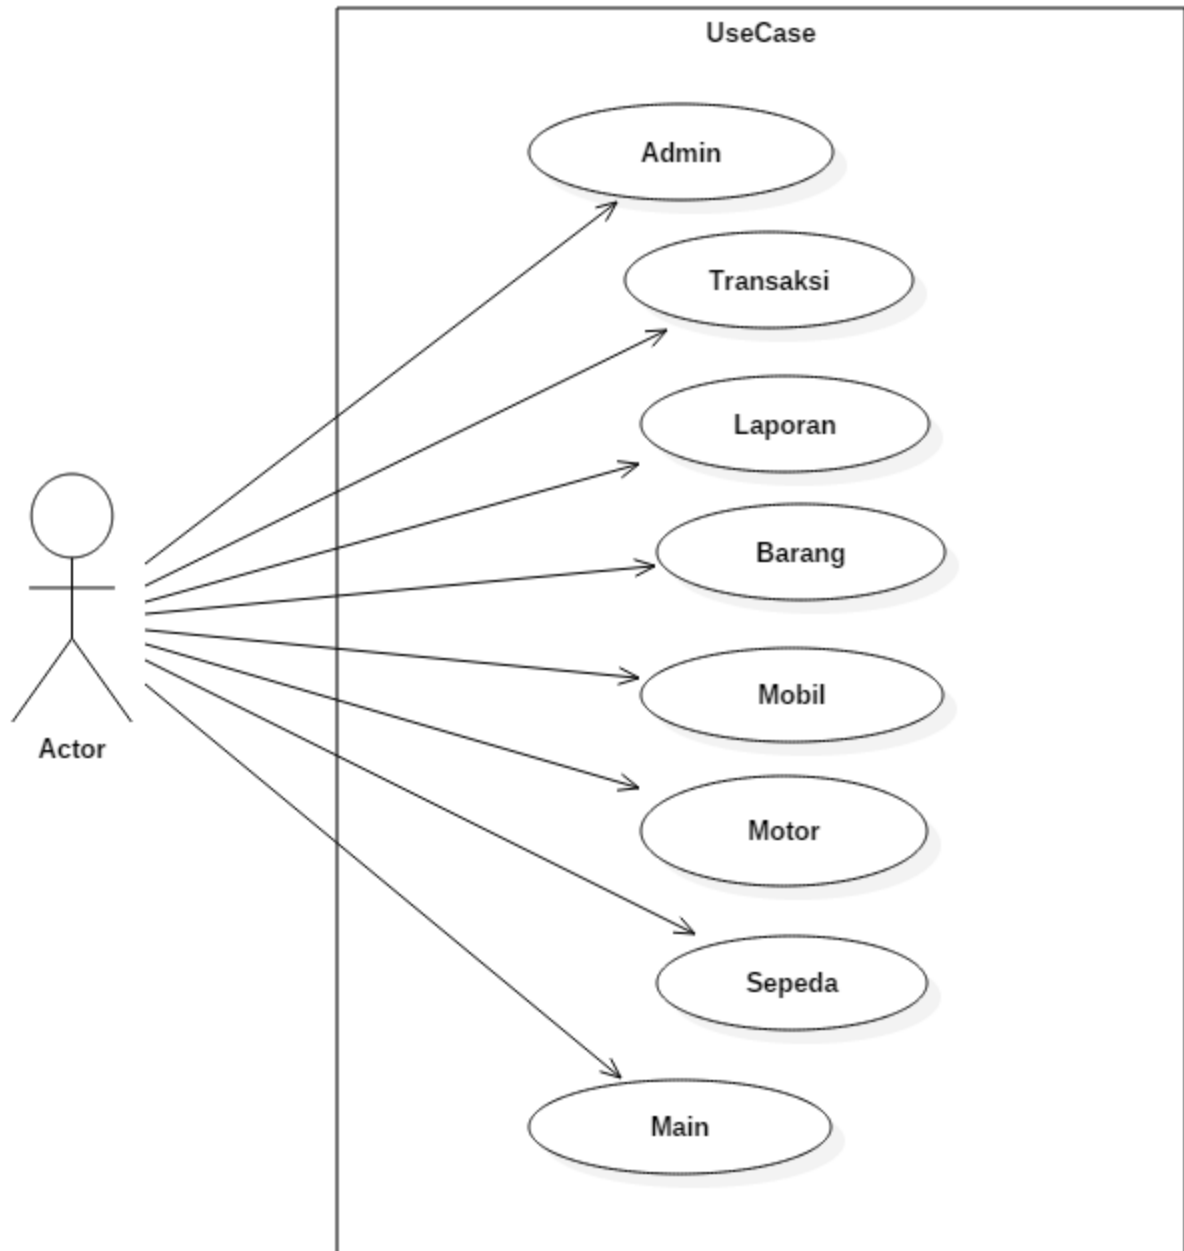 UseCase
Admin
Transaksi
Laporan
Barang
Mobil
Motor
Sepeda
Main
Actor